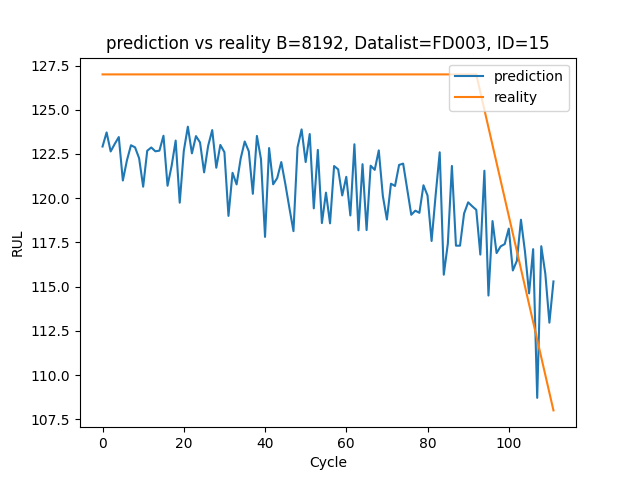 prediction vs reality B=8192, Datalist=FD003, ID=15
127.5
125.0
122.5
120.0
117.5
115.0
112.5
110.0
107.5
RUL
prediction
reality
0 20 40 60 80 100
Cycle